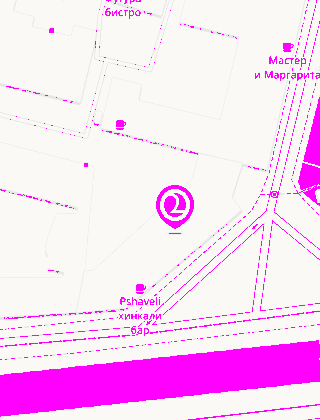 бистро
Мастер
и Маргарита
Pshaveli
хинкали
бар